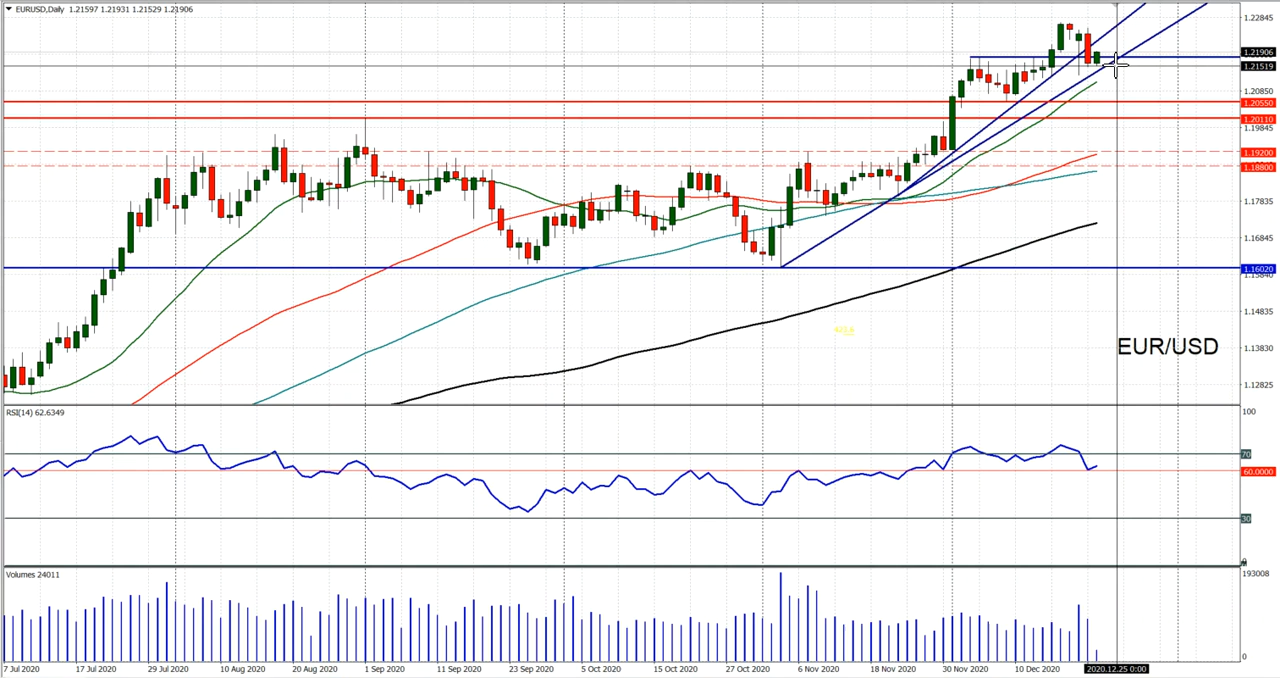 EURUSD,Daily 1.21597 1.21931 1.21529 1.21906
1.22845
1.21906
1.21519
1.20850
1.20550
1.20110
1.19845
1.19200
1.18800
1.17835
1.16845
1.16020
1.14835
1.13830
1.12825
EUR/USD
RSI(14) 62.6349
100
70
60.0000
30
Volumes 24011
193008
0
7 Jul 2020
17 Jul 2020
29 Jul 2020
10 Aug 2020
20 Aug 2020
1 Sep 2020
11 Sep 2020
23 Sep 2020
5 Oct 2020
15 Oct 2020
27 Oct 2020
6 Nov 2020
18 Nov 2020
30 Nov 2020
10 Dec 2020
2020.12.25 0:00